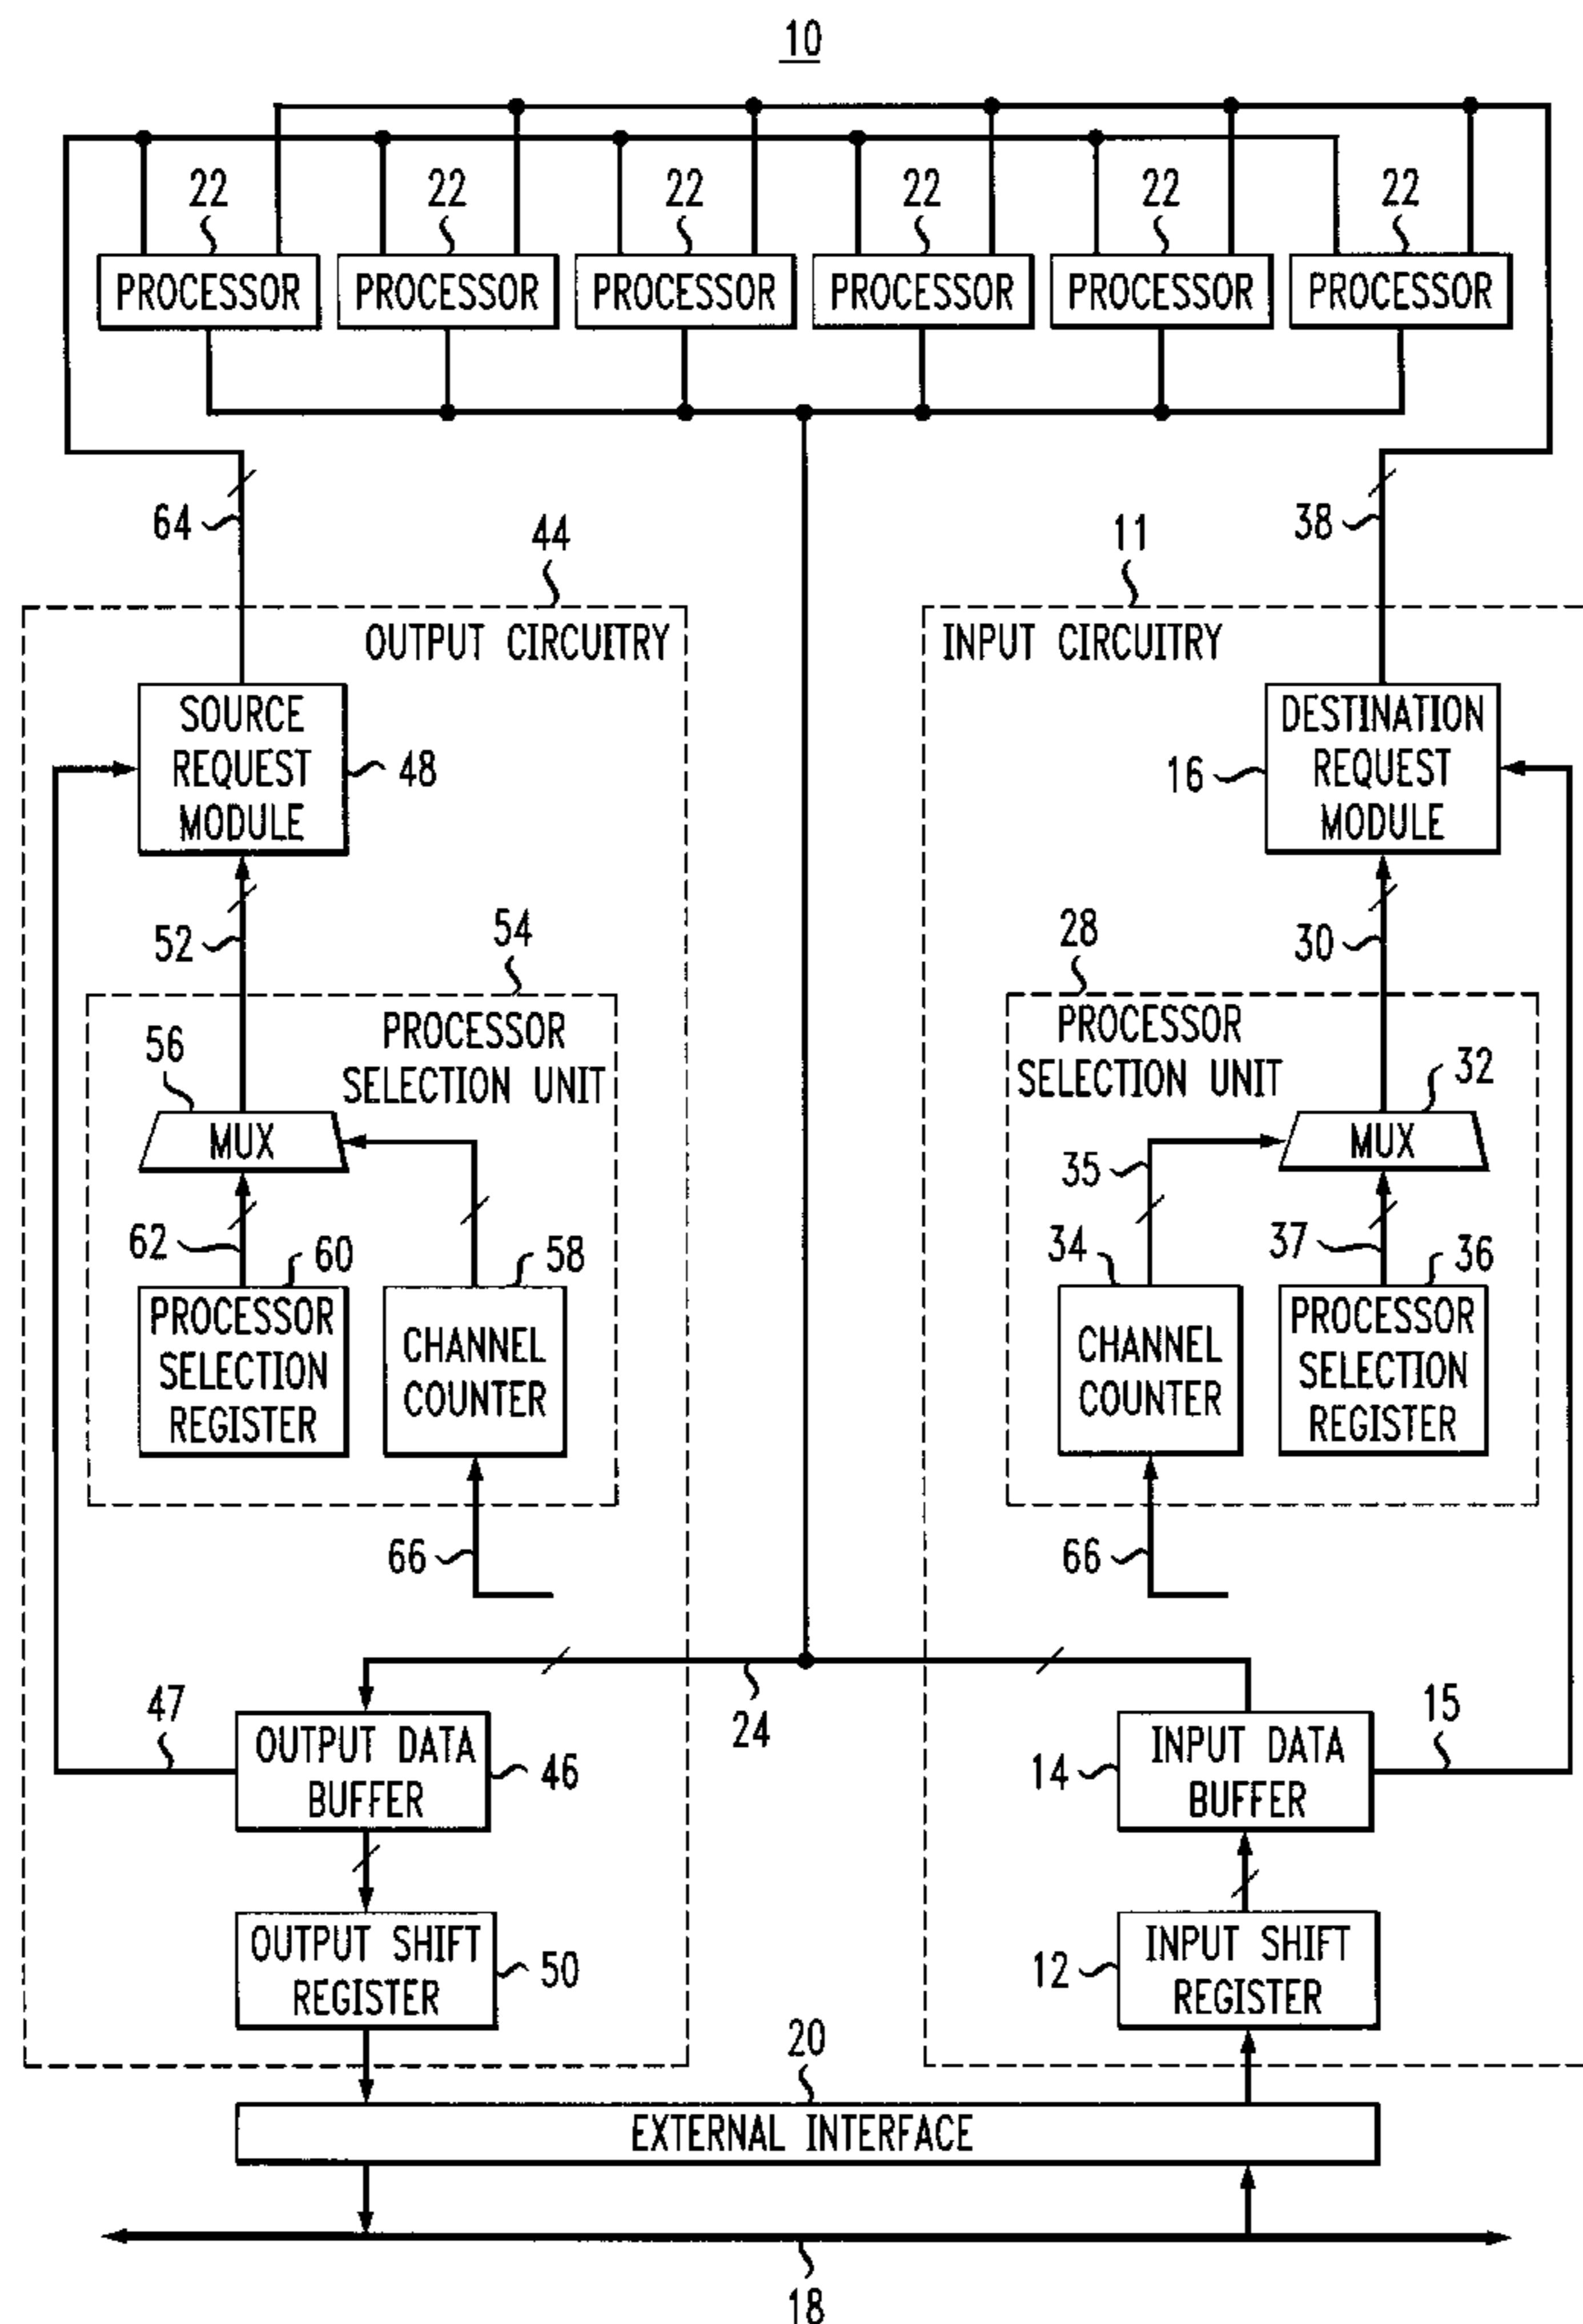 10
22 22 22 22 22 22
PROCESSOR PROCESSOR PROCESSOR PROCESSOR PROCESSOR PROCESSOR
64
38
44
11
OUTPUT CIRCUITRY
INPUT CIRCUITRY
SOURCE
REQUEST
MODULE
48
16
DESTINATION
REQUEST
MODULE
52
54
28
30
PROCESSOR
SELECTION UNIT
56
MUX
PROCESSOR
SELECTION UNIT
32
MUX
35
62
60
58
34
37
36
PROCESSOR
SELECTION
REGISTER
CHANNEL
COUNTER
CHANNEL
COUNTER
PROCESSOR
SELECTION
REGISTER
66
66
47
24
15
OUTPUT DATA
BUFFER
46
14
INPUT DATA
BUFFER
OUTPUT SHIFT
REGISTER
50
12
INPUT SHIFT
REGISTER
20
EXTERNAL INTERFACE
18